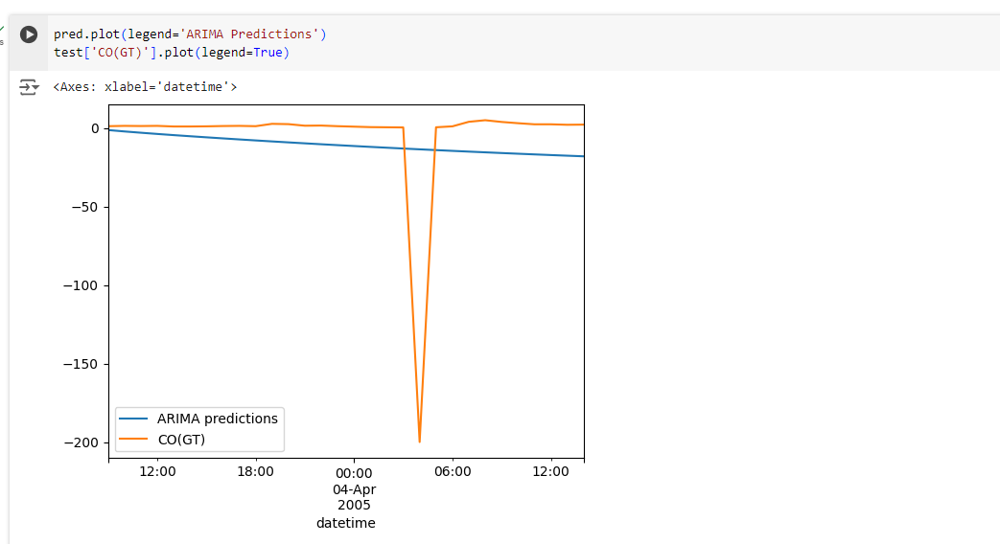 pred.plot(legend='ARIMA Predictions')
test['CO(GT)'].plot(legend=True)
<Axes: xlabel='datetime'>
0
−50
−100
−150
−200
ARIMA predictions
CO(GT)
12:00
18:00
00:00
04-Apr
2005
06:00
12:00
datetime